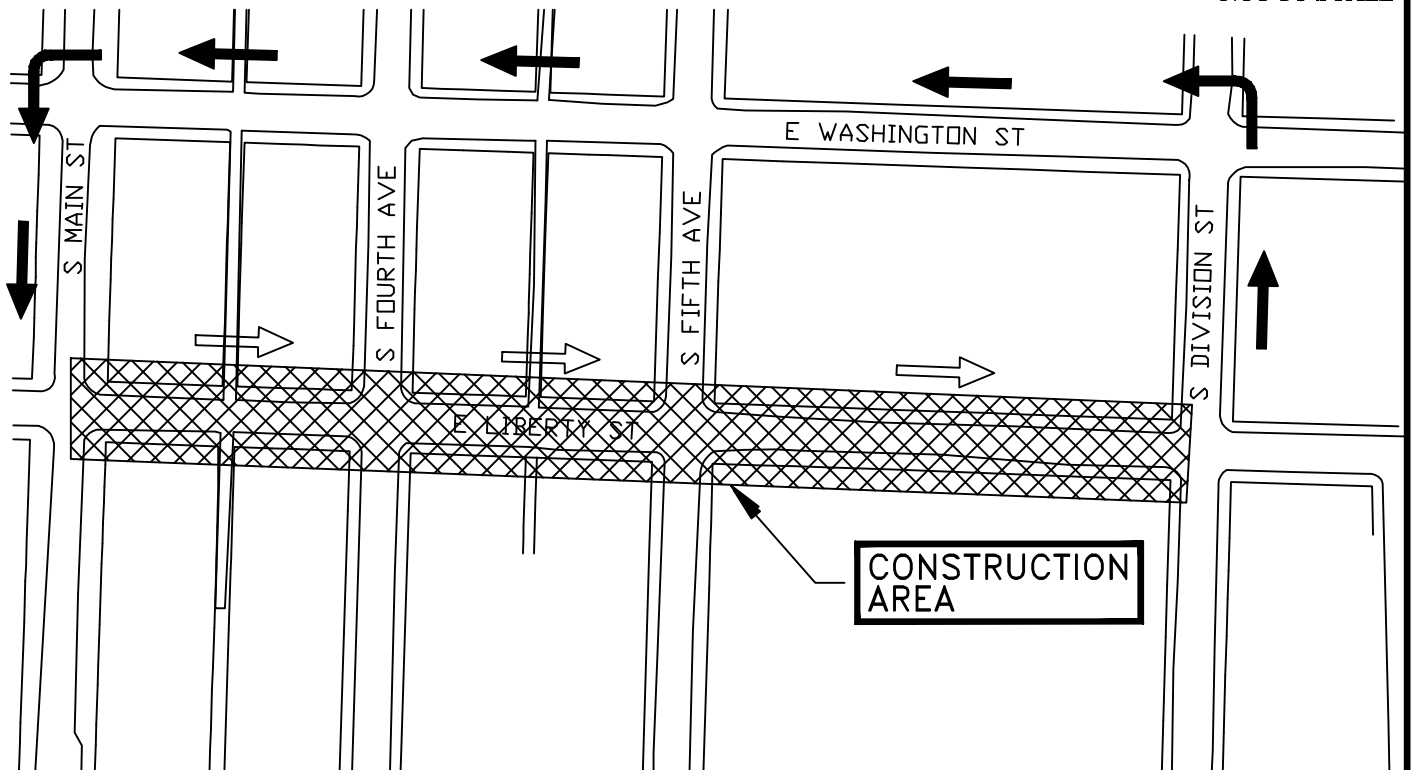 E WASHINGTON ST
S MAIN ST
S FOURTH AVE
S FIFTH AVE
S DIVISION ST
E LIBERTY ST
CONSTRUCTION
AREA